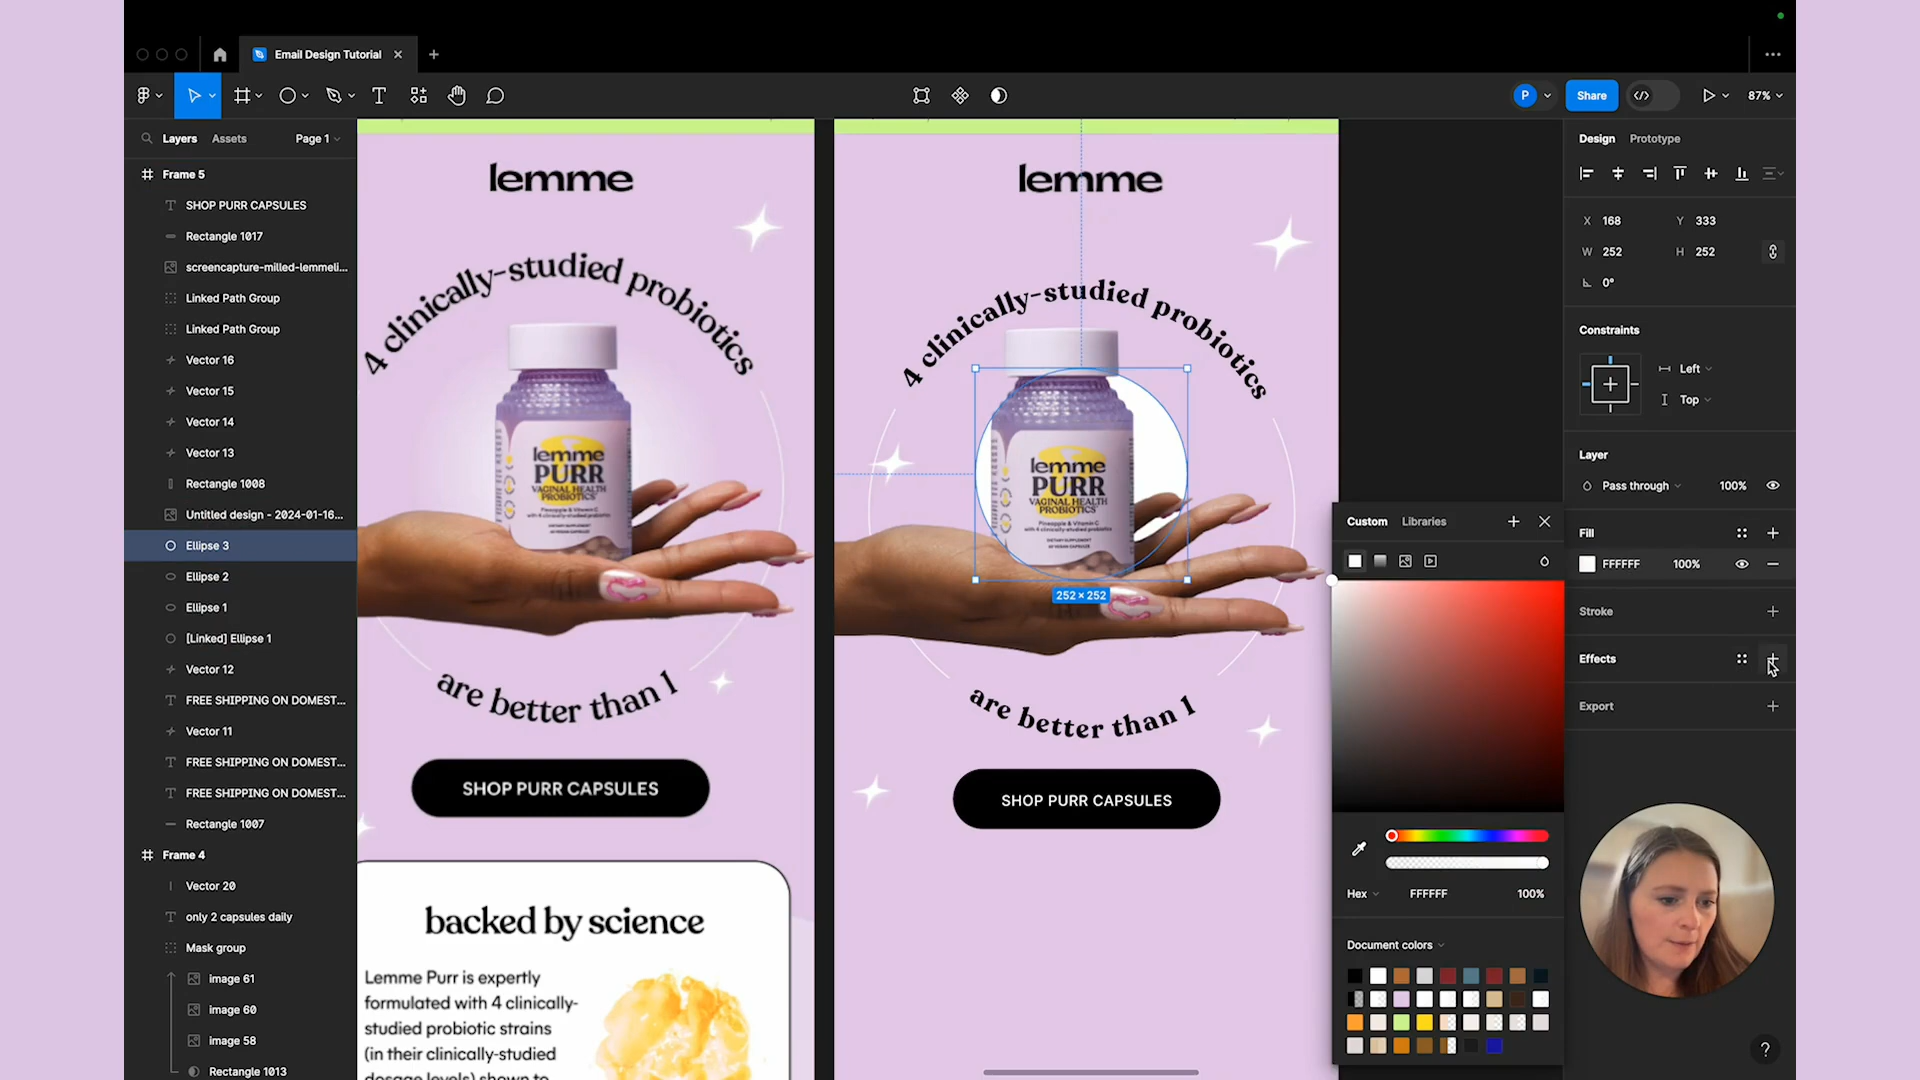 Email Design Tutorial
P
Share
87%
Layers
Assets
Page 1
Frame 5
SHOP PURR CAPSULES
Rectangle 1017
screencapture-milled-lemmeli...
Linked Path Group
Linked Path Group
Vector 16
Vector 15
Vector 14
Vector 13
Rectangle 1008
Untitled design - 2024-01-16...
Ellipse 3
Ellipse 2
Ellipse 1
[Linked] Ellipse 1
Vector 12
FREE SHIPPING ON DOMEST...
Vector 11
FREE SHIPPING ON DOMEST...
FREE SHIPPING ON DOMEST...
Rectangle 1007
Frame 4
Vector 20
only 2 capsules daily
Mask group
image 61
image 60
image 58
Rectangle 1013
lemme
4 clinically-studied probiotics
lemme
PURR
VAGINAL HEALTH
PROBIOTICS
Pineapple & Vitamin C
with 4 clinically-studied probiotics
DIETARY SUPPLEMENT
60 VEGAN CAPSULES
are better than 1
SHOP PURR CAPSULES
backed by science
Lemme Purr is expertly
formulated with 4 clinically-
studied probiotic strains
(in their clinically-studied
dosage levels) shown to
lemme
4 clinically-studied probiotics
lemme
PURR
VAGINAL HEALTH
PROBIOTICS
Pineapple & Vitamin C
with 4 clinically-studied probiotics
DIETARY SUPPLEMENT
60 VEGAN CAPSULES
252 × 252
are better than 1
SHOP PURR CAPSULES
Custom
Libraries
Hex
FFFFFF
100%
Document colors
Design
Prototype
X 168
Y 333
W 252
H 252
0°
Constraints
Left
Top
Layer
Pass through
100%
Fill
FFFFFF
100%
Stroke
Effects
Export
?